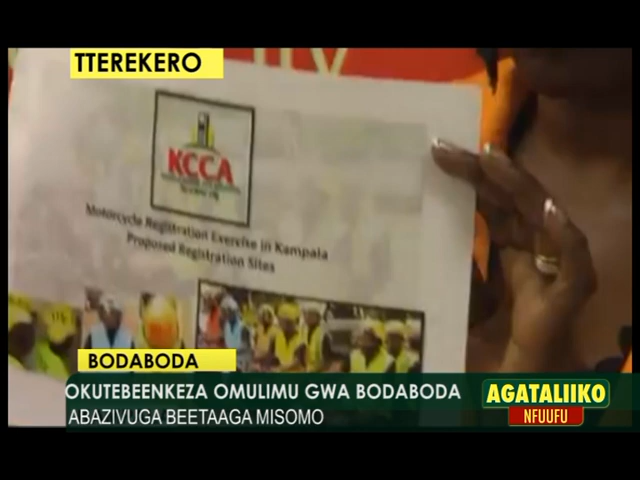 TTEREKERO
KCCA
Motorcycle Registration Exercise in Kampala
Proposed Registration Sites
BODABODA
OKUTEBEENKEZA OMULIMU GWA BODABODA
ABAZIVUGA BEETAAGA MISOMO
AGATALIIKO
NFUUFU